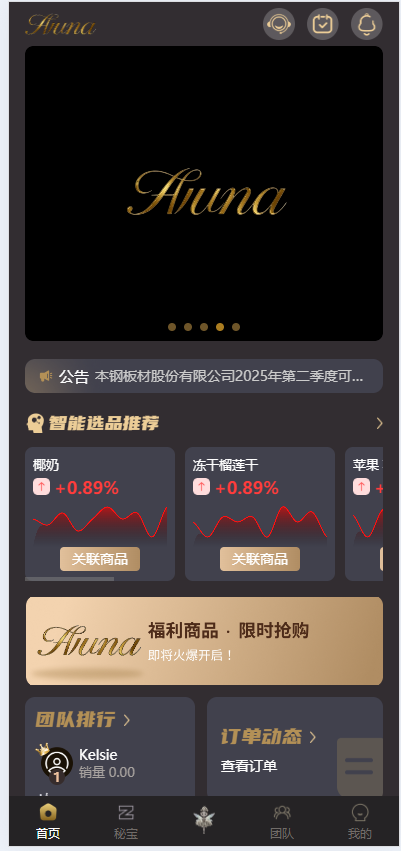 Auna
Auna
公告 本钢板材股份有限公司2025年第二季度可...
智能选品推荐
椰奶
冻干榴莲干
苹果
+0.89%
+0.89%
+
关联商品
关联商品
Auna
福利商品 · 限时抢购
即将火爆开启！
团队排行
订单动态
1
Kelsie
销量 0.00
查看订单
首页
秘宝
团队
我的